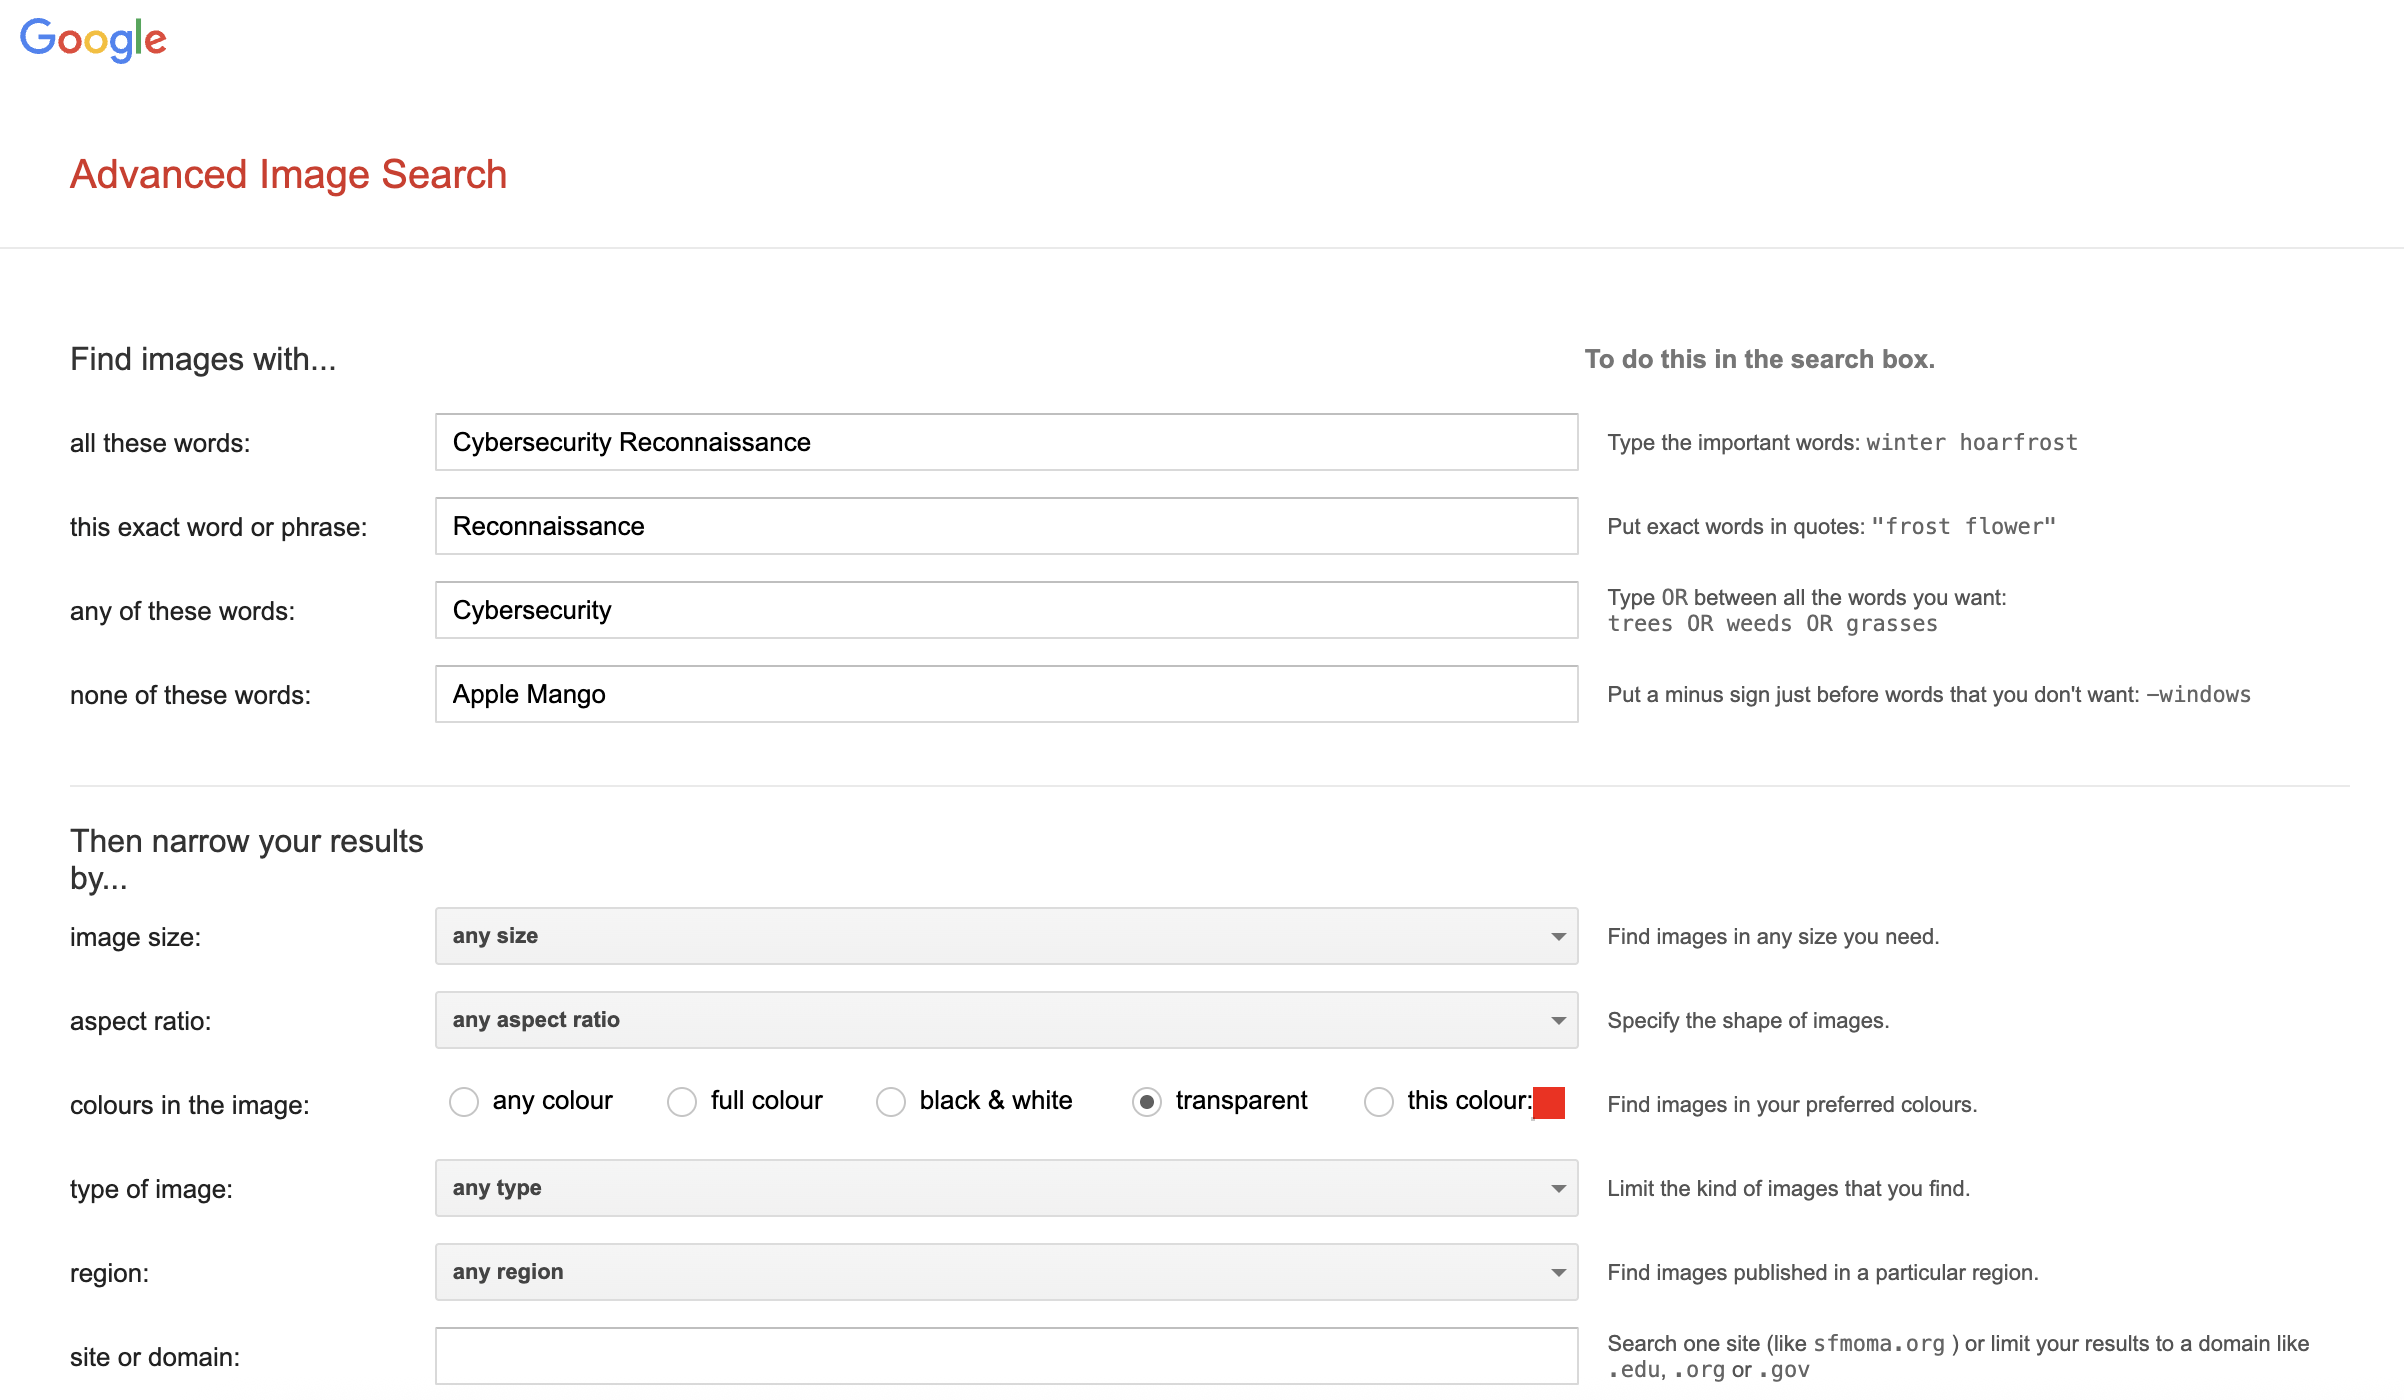 Google
Advanced Image Search
Find images with...
To do this in the search box.
all these words:
Cybersecurity Reconnaissance
Type the important words: winter hoarfrost
this exact word or phrase:
Reconnaissance
Put exact words in quotes: "frost flower"
any of these words:
Cybersecurity
Type OR between all the words you want:
trees OR weeds OR grasses
none of these words:
Apple Mango
Put a minus sign just before words that you don't want: –windows
Then narrow your results
by...
image size:
any size
Find images in any size you need.
aspect ratio:
any aspect ratio
Specify the shape of images.
colours in the image:
any colour full colour black & white transparent this colour:
Find images in your preferred colours.
type of image:
any type
Limit the kind of images that you find.
region:
any region
Find images published in a particular region.
site or domain:
Search one site (like sfmoma.org ) or limit your results to a domain like
.edu, .org or .gov